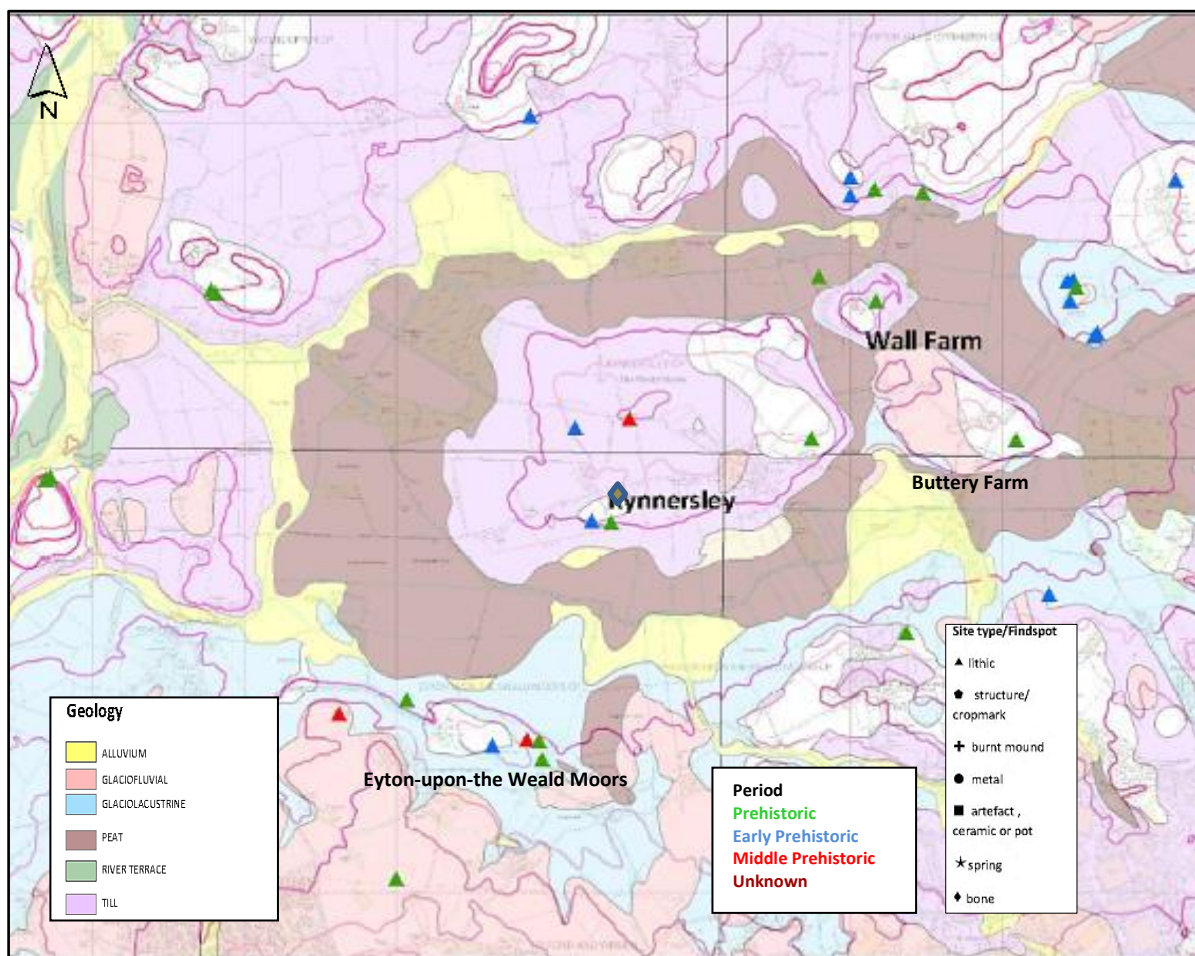 N
Wall Farm
Buttery Farm
Kynnersley
Eyton-upon-the Weald Moors
Geology
ALLUVIUM
GLACIOFLUVIAL
GLACIOLACUSTRINE
PEAT
RIVER TERRACE
TILL
Period
Prehistoric
Early Prehistoric
Middle Prehistoric
Unknown
Site type/Findspot
lithic
structure/
cropmark
burnt mound
metal
artefact ,
ceramic or pot
spring
bone